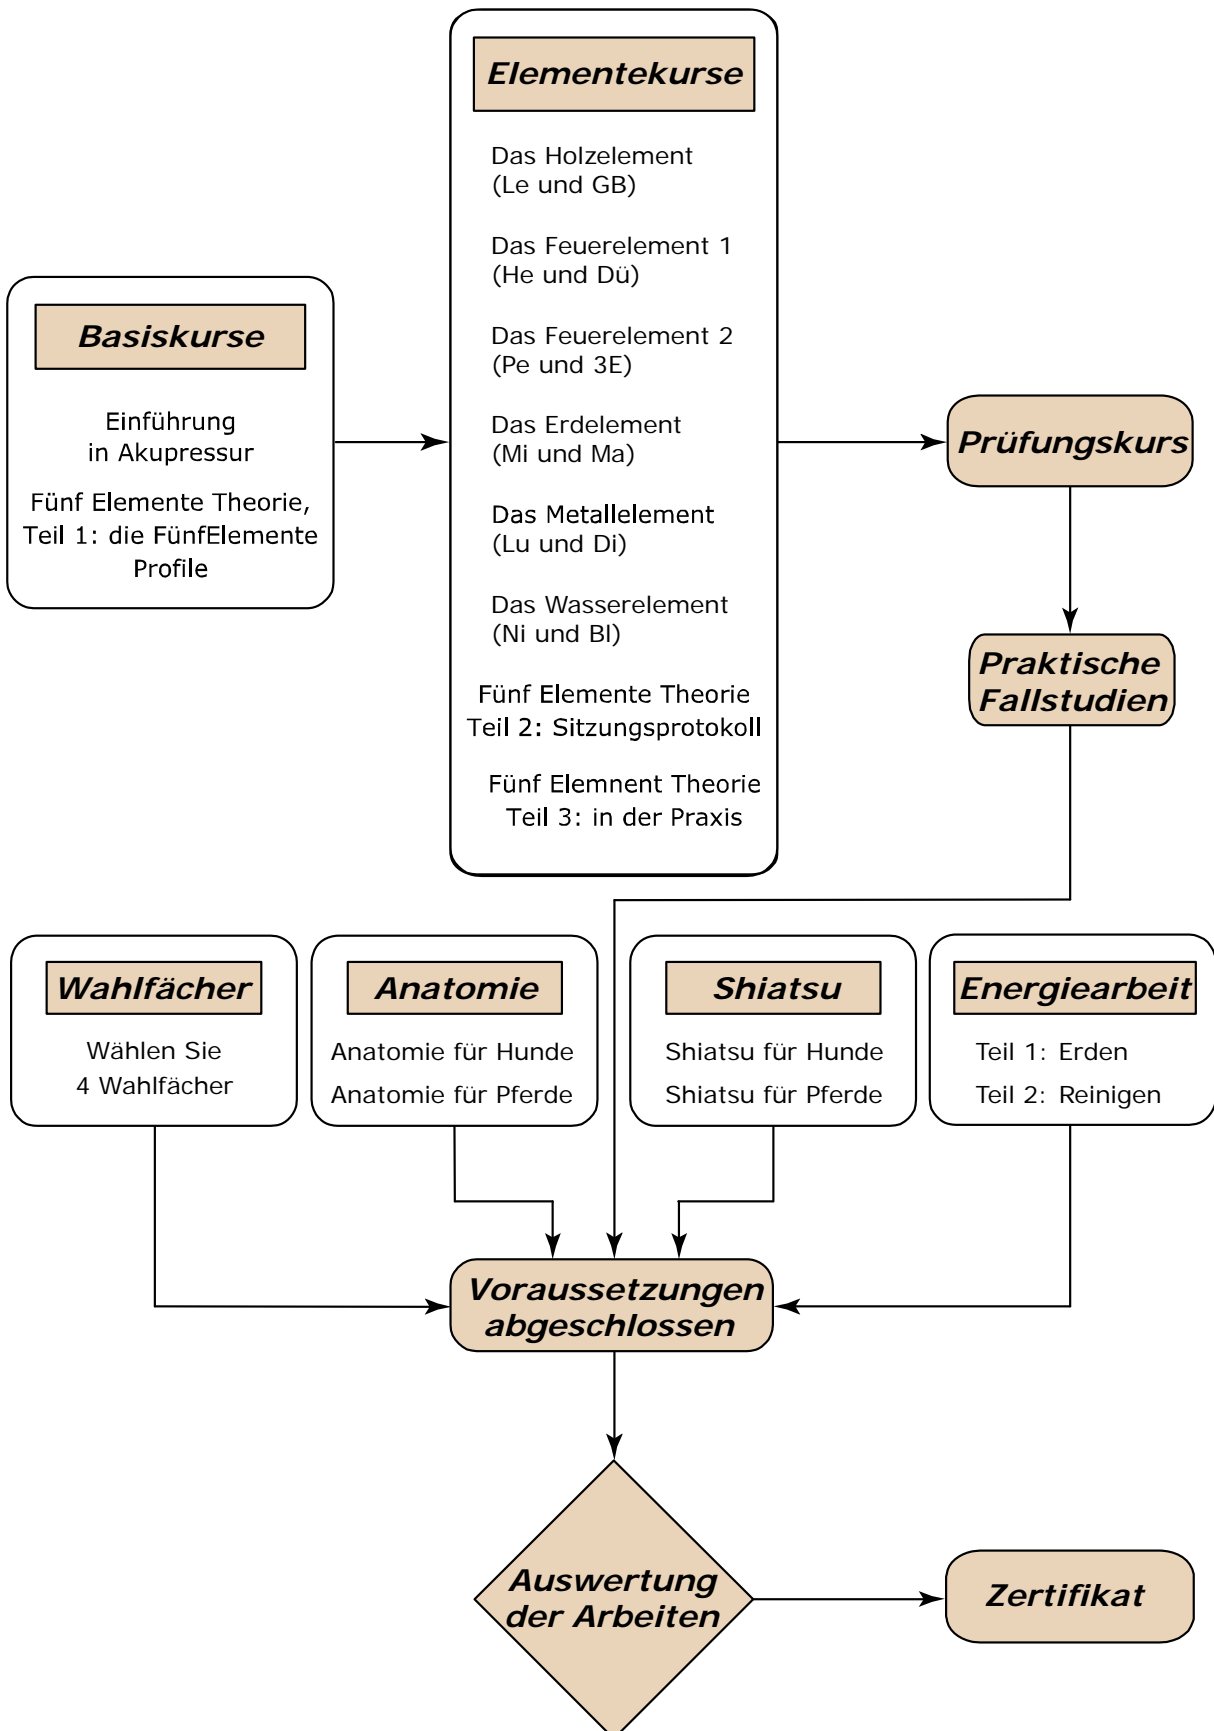 Elementekurse
Das Holzelement
(Le und GB)
Das Feuerelement 1
(He und Dü)
Das Feuerelement 2
(Pe und 3E)
Das Erdelement
(Mi und Ma)
Das Metallelement
(Lu und Di)
Das Wasserelement
(Ni und Bl)
Fünf Elemente Theorie
Teil 2: Sitzungsprotokoll
Fünf Elemnent Theorie
Teil 3: in der Praxis
Basiskurse
Einführung
in Akupressur
Fünf Elemente Theorie,
Teil 1: die FünfElemente
Profile
Prüfungskurs
Praktische
Fallstudien
Wahlfächer
Wählen Sie
4 Wahlfächer
Anatomie
Anatomie für Hunde
Anatomie für Pferde
Shiatsu
Shiatsu für Hunde
Shiatsu für Pferde
Energiearbeit
Teil 1: Erden
Teil 2: Reinigen
Voraussetzungen
abgeschlossen
Auswertung
der Arbeiten
Zertifikat